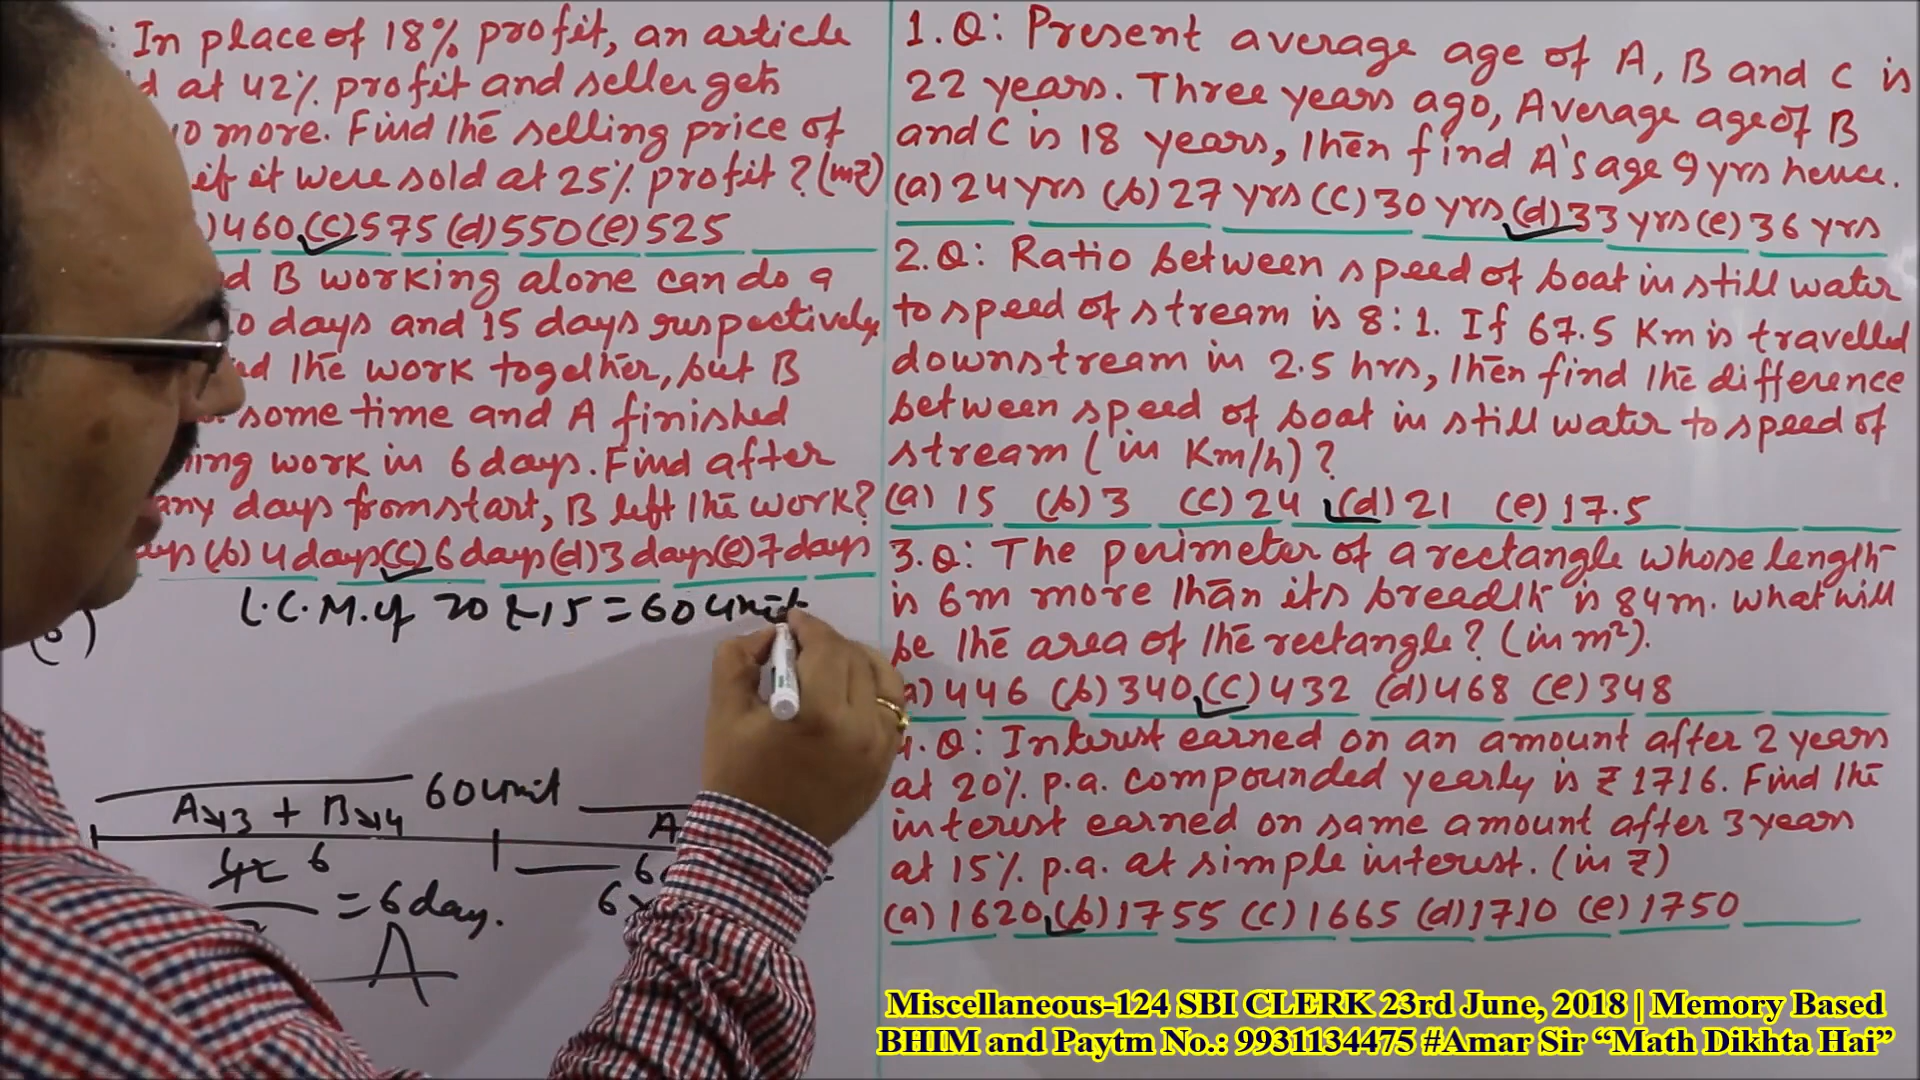 : In place of 18% profit, an article
d at 42% profit and seller gets
10 more. Find the selling price of
if it were sold at 25% profit? (in ₹)
)460 (c) 575 (d) 550 (e) 525
d B working alone can do a
0 days and 15 days respectively.
ed the work together, but B
some time and A finished
ning work in 6 days. Find after
any days from start, B left the work?
ays (b) 4 days (c) 6 days (d) 3 days (e) 7 days
L.C.M. of 20 & 15 = 60 unit
60 unit
A→3 + B→4
A
42 6
= 6 day.
6
6×
A
1.Q: Present average age of A, B and C is
22 years. Three years ago, Average age of B
and C is 18 years, then find A's age 9 yrs hence.
(a) 24 yrs (b) 27 yrs (c) 30 yrs (d) 33 yrs (e) 36 yrs
2.Q: Ratio between speed of boat in still water
to speed of stream is 8:1. If 67.5 Km is travelled
downstream in 2.5 hrs, then find the difference
between speed of boat in still water to speed of
stream (in Km/h)?
(a) 15 (b) 3 (c) 24 (d) 21 (e) 17.5
3.Q: The perimeter of a rectangle whose length
is 6m more than its breadth is 84m. What will
be the area of the rectangle? (in m²).
a) 446 (b) 340 (c) 432 (d) 468 (e) 348
4.Q: Interest earned on an amount after 2 years
at 20% p.a. compounded yearly is ₹1716. Find the
interest earned on same amount after 3 years
at 15% p.a. at simple interest. (in ₹)
(a) 1620 (b) 1755 (c) 1665 (d) 1710 (e) 1750
Miscellaneous-124 SBI CLERK 23rd June, 2018 | Memory Based
BHIM and Paytm No.: 9931134475 #Amar Sir “Math Dikhta Hai”